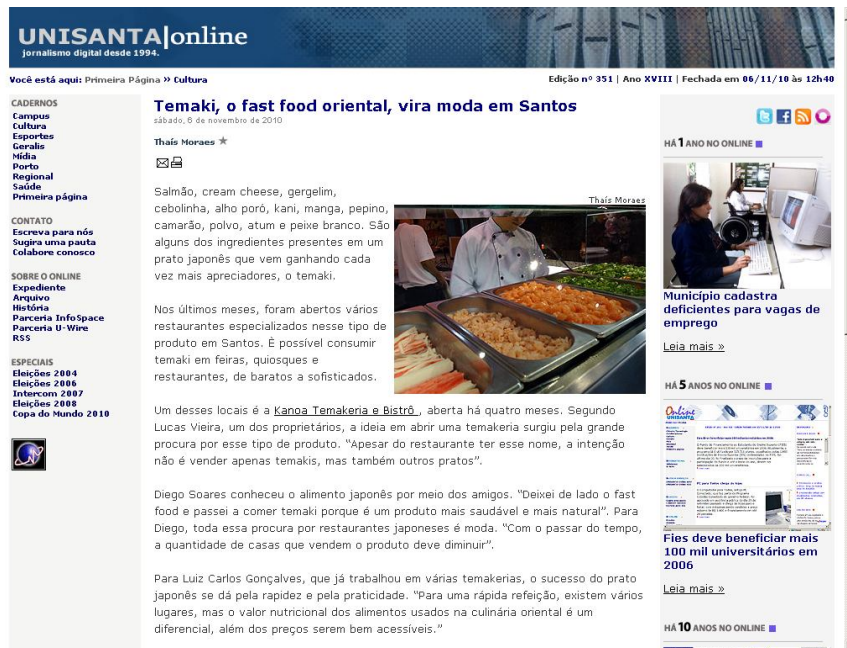 UNISANTA|online
jornalismo digital desde 1994.
Você está aqui: Primeira Página » Cultura
Edição nº 351 | Ano XVIII | Fechada em 06/11/10 às 12h40
CADERNOS
Campus
Cultura
Esportes
Gerais
Mídia
Porto
Regional
Saúde
Primeira página
CONTATO
Escreva para nós
Sugira uma pauta
Colabore conosco
SOBRE O ONLINE
Expediente
Arquivo
História
Parceria InfoSpace
Parceria U-Wire
RSS
ESPECIAIS
Eleições 2004
Eleições 2006
Intercom 2007
Eleições 2008
Copa do Mundo 2010
Temaki, o fast food oriental, vira moda em Santos
sábado, 6 de novembro de 2010
Thaís Moraes
Thaís Moraes
Salmão, cream cheese, gergelim,
cebolinha, alho poró, kani, manga, pepino,
camarão, polvo, atum e peixe branco. São
alguns dos ingredientes presentes em um
prato japonês que vem ganhando cada
vez mais apreciadores, o temaki.
Nos últimos meses, foram abertos vários
restaurantes especializados nesse tipo de
produto em Santos. È possível consumir
temaki em feiras, quiosques e
restaurantes, de baratos a sofisticados.
Um desses locais é a Kanoa Temakeria e Bistrô , aberta há quatro meses. Segundo
Lucas Vieira, um dos proprietários, a ideia em abrir uma temakeria surgiu pela grande
procura por esse tipo de produto. “Apesar do restaurante ter esse nome, a intenção
não é vender apenas temakis, mas também outros pratos”.
Diego Soares conheceu o alimento japonês por meio dos amigos. “Deixei de lado o fast
food e passei a comer temaki porque é um produto mais saudável e mais natural”. Para
Diego, toda essa procura por restaurantes japoneses é moda. “Com o passar do tempo,
a quantidade de casas que vendem o produto deve diminuir”.
Para Luiz Carlos Gonçalves, que já trabalhou em várias temakerias, o sucesso do prato
japonês se dá pela rapidez e pela praticidade. “Para uma rápida refeição, existem vários
lugares, mas o valor nutricional dos alimentos usados na culinária oriental é um
diferencial, além dos preços serem bem acessíveis.”
HÁ 1 ANO NO ONLINE
Município cadastra
deficientes para vagas de
emprego
Leia mais »
HÁ 5 ANOS NO ONLINE
Online
Fies deve beneficiar mais
100 mil universitários em
2006
Leia mais »
HÁ 10 ANOS NO ONLINE